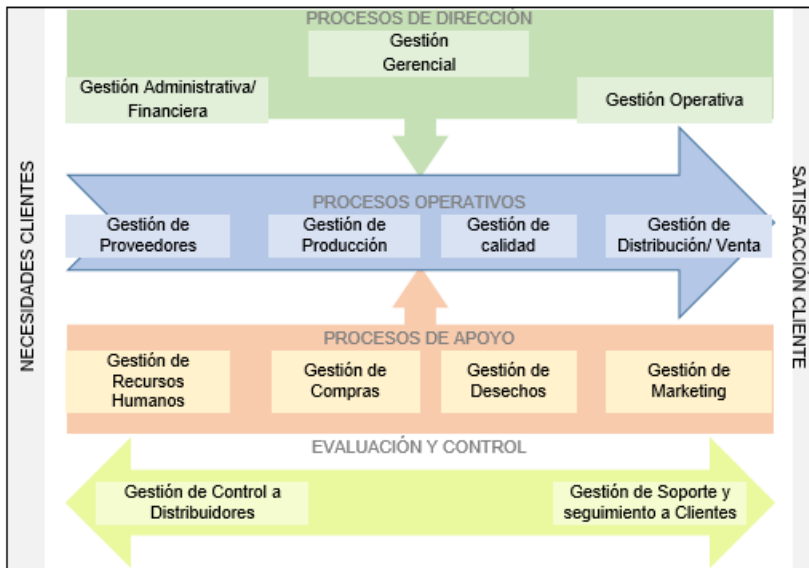 PROCESOS DE DIRECCIÓN
Gestión
Gerencial
Gestión Administrativa/
Financiera
Gestión Operativa
NECESIDADES CLIENTES
SATISFACCIÓN CLIENTE
PROCESOS OPERATIVOS
Gestión de
Proveedores
Gestión de
Producción
Gestión de
calidad
Gestión de
Distribución/ Venta
PROCESOS DE APOYO
Gestión de
Recursos
Humanos
Gestión de
Compras
Gestión de
Desechos
Gestión de
Marketing
EVALUACIÓN Y CONTROL
Gestión de Control a
Distribuidores
Gestión de Soporte y
seguimiento a Clientes